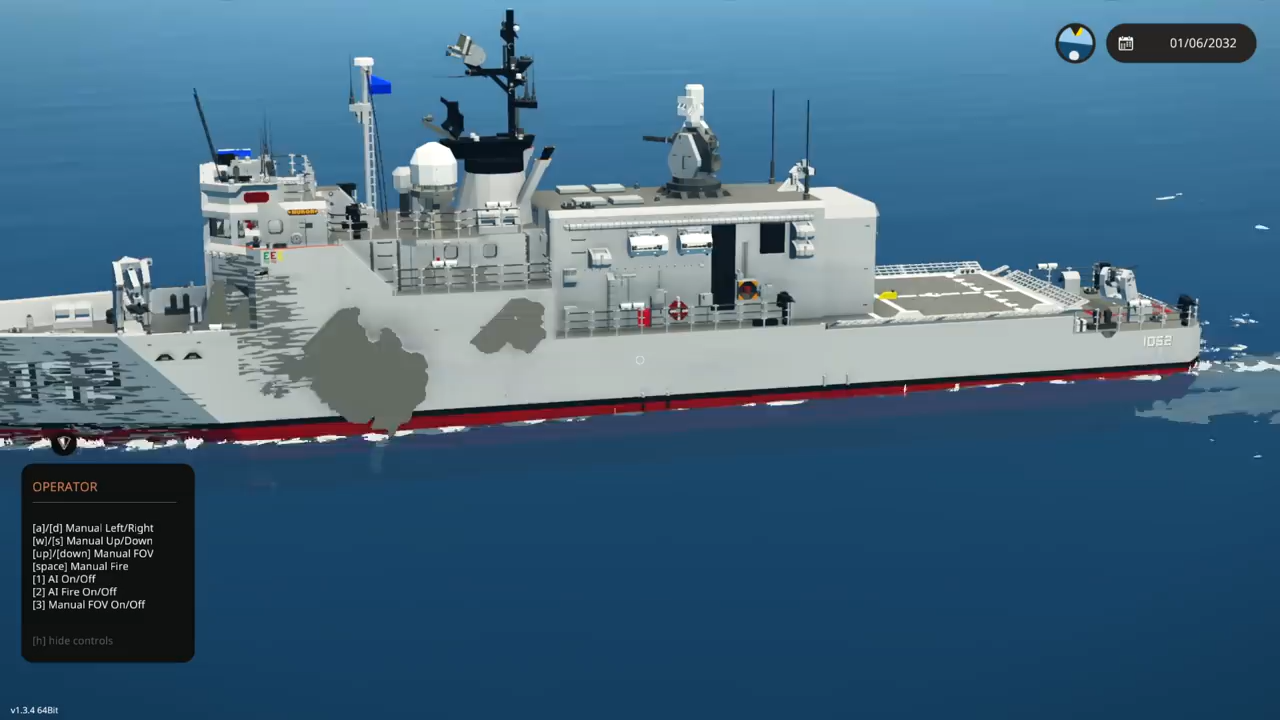 01/06/2032
1052
OPERATOR
[a]/[d] Manual Left/Right
[w]/[s] Manual Up/Down
[up]/[down] Manual FOV
[space] Manual Fire
[1] AI On/Off
[2] AI Fire On/Off
[3] Manual FOV On/Off
[h] hide controls
v1.3.4 64Bit